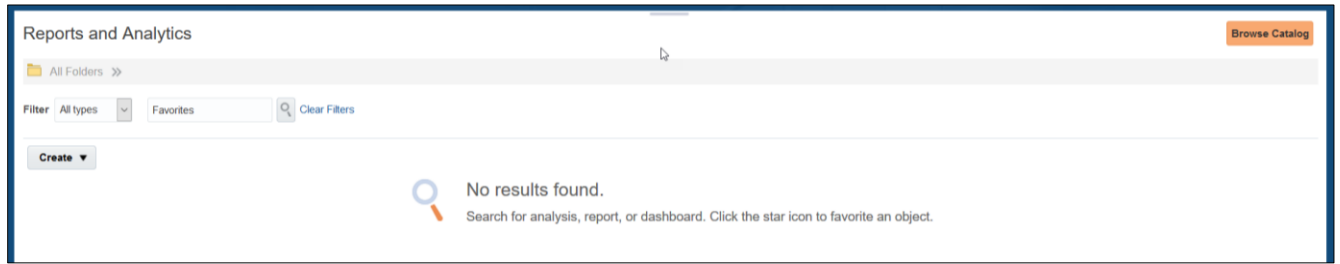 Reports and Analytics
Browse Catalog
All Folders »
Filter All types Favorites Clear Filters
Create ▼
No results found.
Search for analysis, report, or dashboard. Click the star icon to favorite an object.